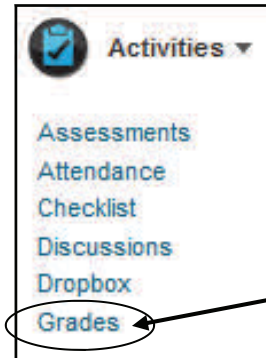 Activities
Assessments
Attendance
Checklist
Discussions
Dropbox
Grades